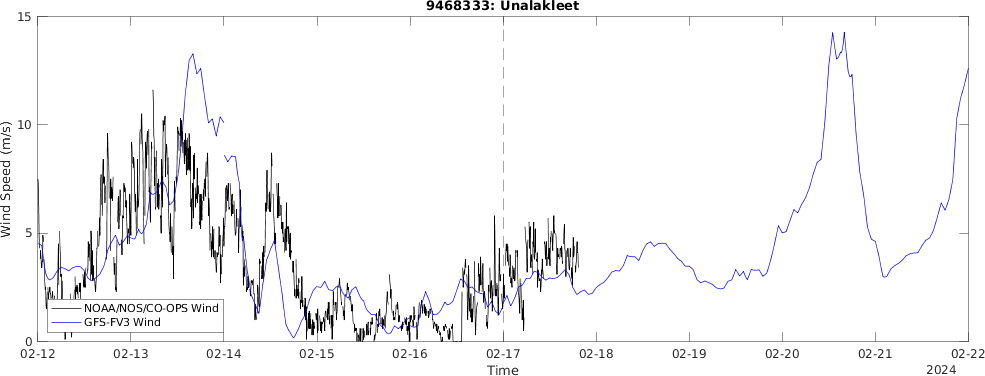 9468333: Unalakleet
15
10
5
0
Wind Speed (m/s)
NOAA/NOS/CO-OPS Wind
GFS-FV3 Wind
02-12 02-13 02-14 02-15 02-16 02-17 02-18 02-19 02-20 02-21 02-22
Time
2024